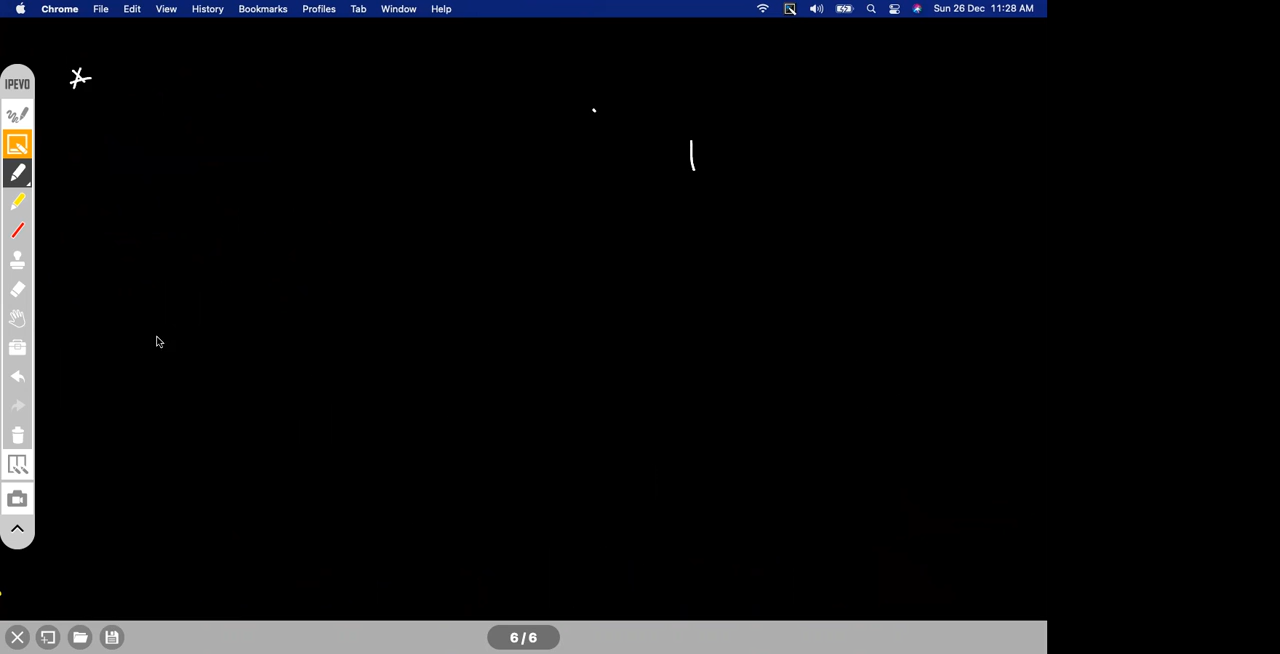 Chrome File Edit View History Bookmarks Profiles Tab Window Help Sun 26 Dec 11:28 AM
IPEVO
*
6/6